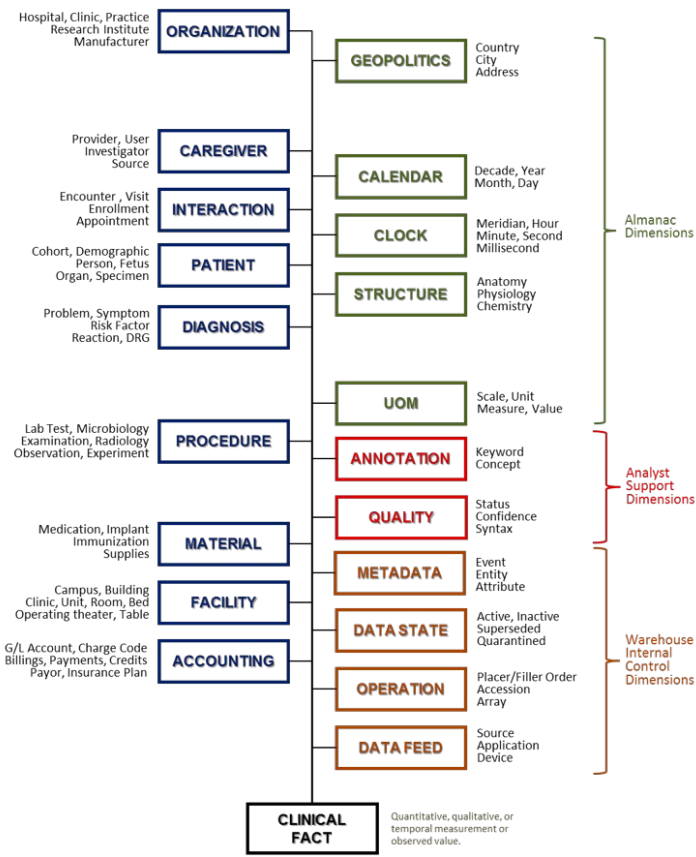 Hospital, Clinic, Practice
Research Institute
Manufacturer
ORGANIZATION
GEOPOLITICS
Country
City
Address
Provider, User
Investigator
Source
CAREGIVER
CALENDAR
Decade, Year
Month, Day
Encounter , Visit
Enrollment
Appointment
INTERACTION
CLOCK
Meridian, Hour
Minute, Second
Millisecond
Almanac
Dimensions
Cohort, Demographic
Person, Fetus
Organ, Specimen
PATIENT
STRUCTURE
Anatomy
Physiology
Chemistry
Problem, Symptom
Risk Factor
Reaction, DRG
DIAGNOSIS
UOM
Scale, Unit
Measure, Value
Lab Test, Microbiology
Examination, Radiology
Observation, Experiment
PROCEDURE
ANNOTATION
Keyword
Concept
Analyst
Support
Dimensions
QUALITY
Status
Confidence
Syntax
Medication, Implant
Immunization
Supplies
MATERIAL
METADATA
Event
Entity
Attribute
Campus, Building
Clinic, Unit, Room, Bed
Operating theater, Table
FACILITY
DATA STATE
Active, Inactive
Superseded
Quarantined
Warehouse
Internal
Control
Dimensions
G/L Account, Charge Code
Billings, Payments, Credits
Payor, Insurance Plan
ACCOUNTING
OPERATION
Placer/Filler Order
Accession
Array
DATA FEED
Source
Application
Device
CLINICAL
FACT
Quantitative, qualitative, or
temporal measurement or
observed value.